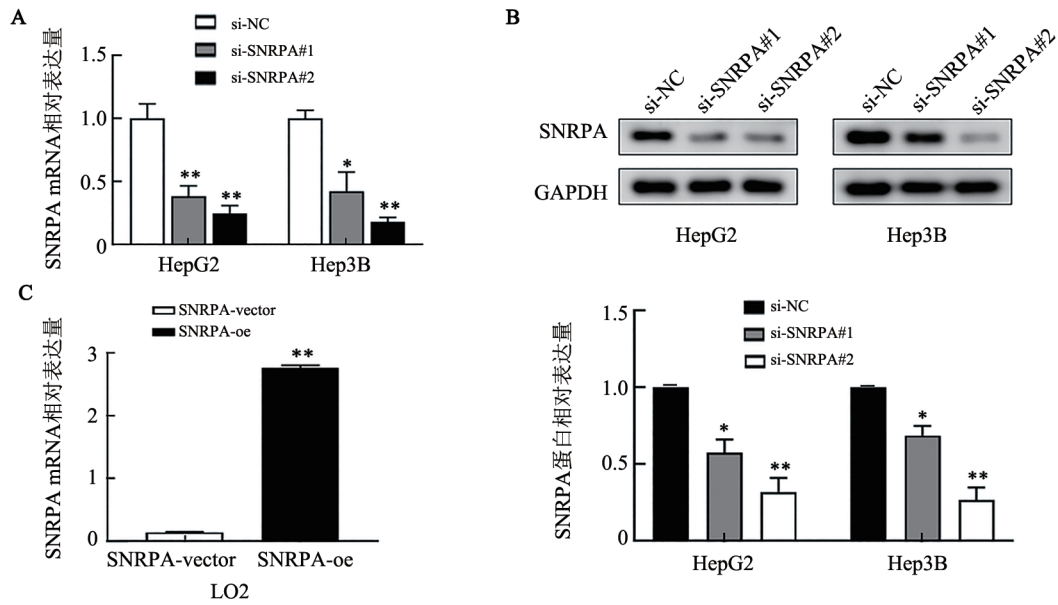 A
si-NC
si-SNRPA#1
si-SNRPA#2
SNRPA mRNA相对表达量
1.5
1.0
0.5
0
**
**
*
**
HepG2
Hep3B
B
si-NC
si-SNRPA#1
si-SNRPA#2
si-NC
si-SNRPA#1
si-SNRPA#2
SNRPA
GAPDH
HepG2
Hep3B
C
SNRPA-vector
SNRPA-oe
SNRPA mRNA相对表达量
3
2
1
0
**
SNRPA-vector
SNRPA-oe
LO2
si-NC
si-SNRPA#1
si-SNRPA#2
SNRPA蛋白相对表达量
1.5
1.0
0.5
0
*
**
*
**
HepG2
Hep3B